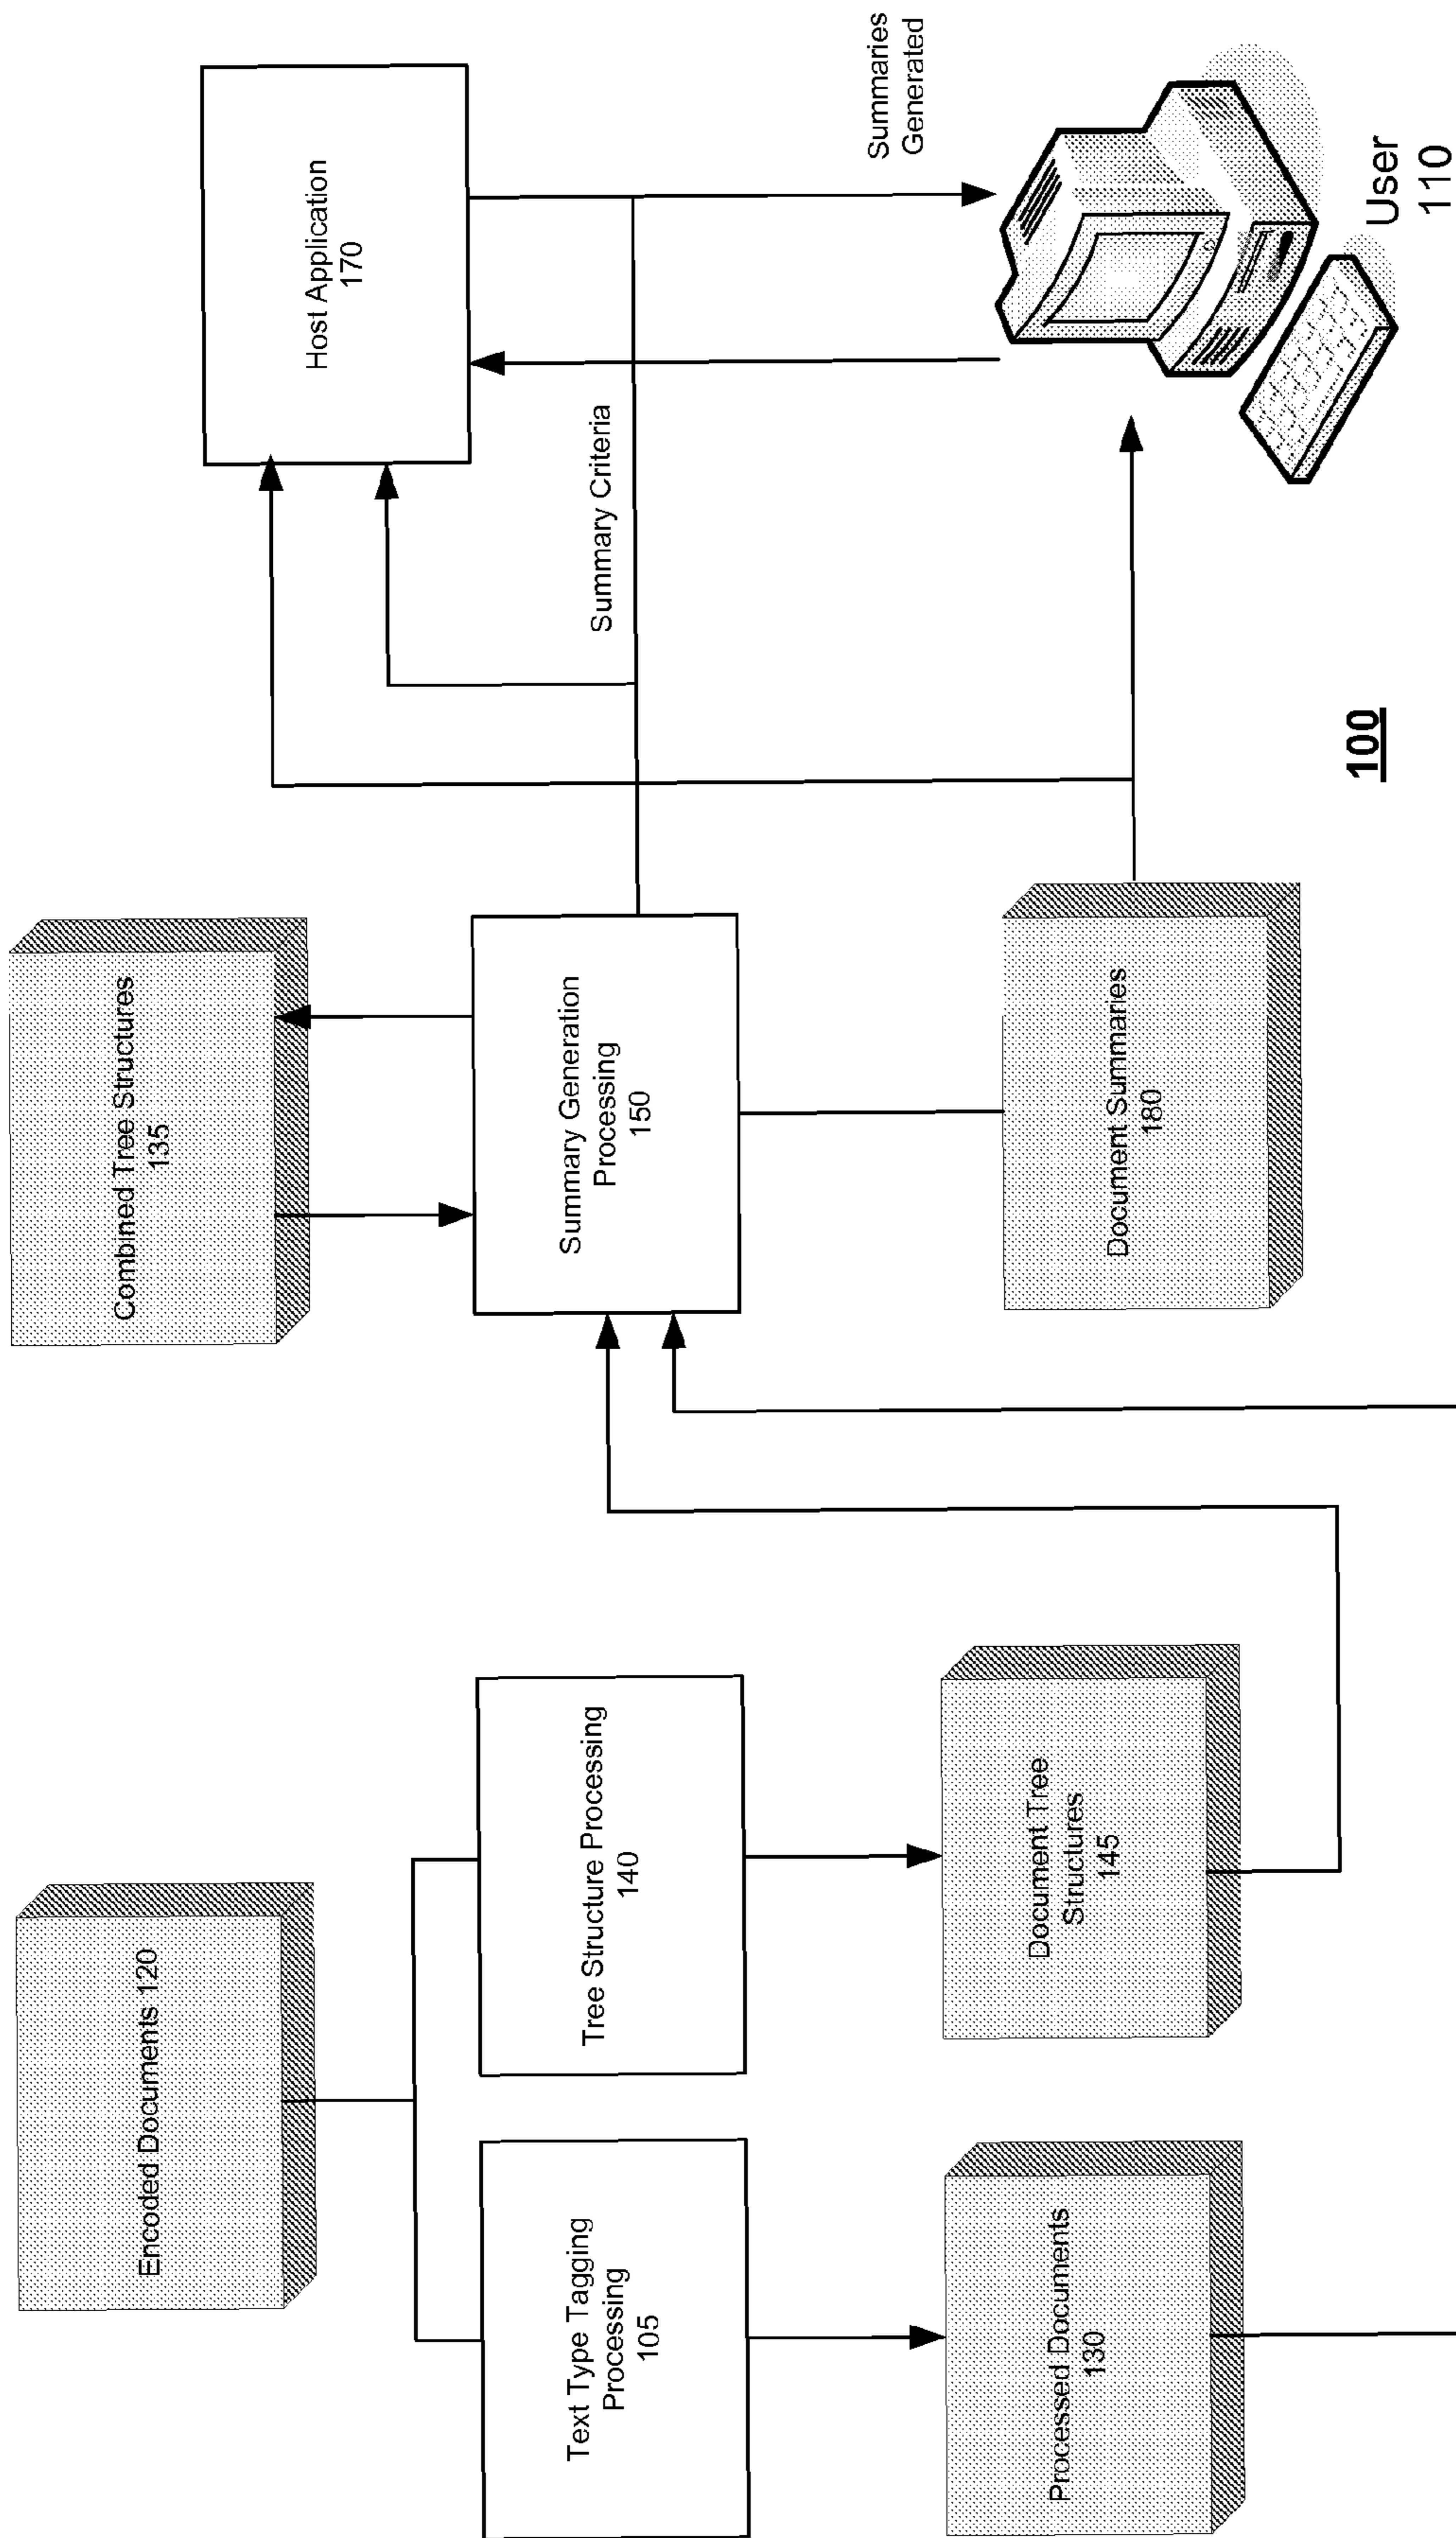 Encoded Documents 120
Text Type Tagging
Processing
105
Tree Structure Processing
140
Processed Documents
130
Document Tree
Structures
145
Combined Tree Structures
135
Summary Generation
Processing
150
Document Summaries
180
Host Application
170
Summary Criteria
Summaries
Generated
User
110
100